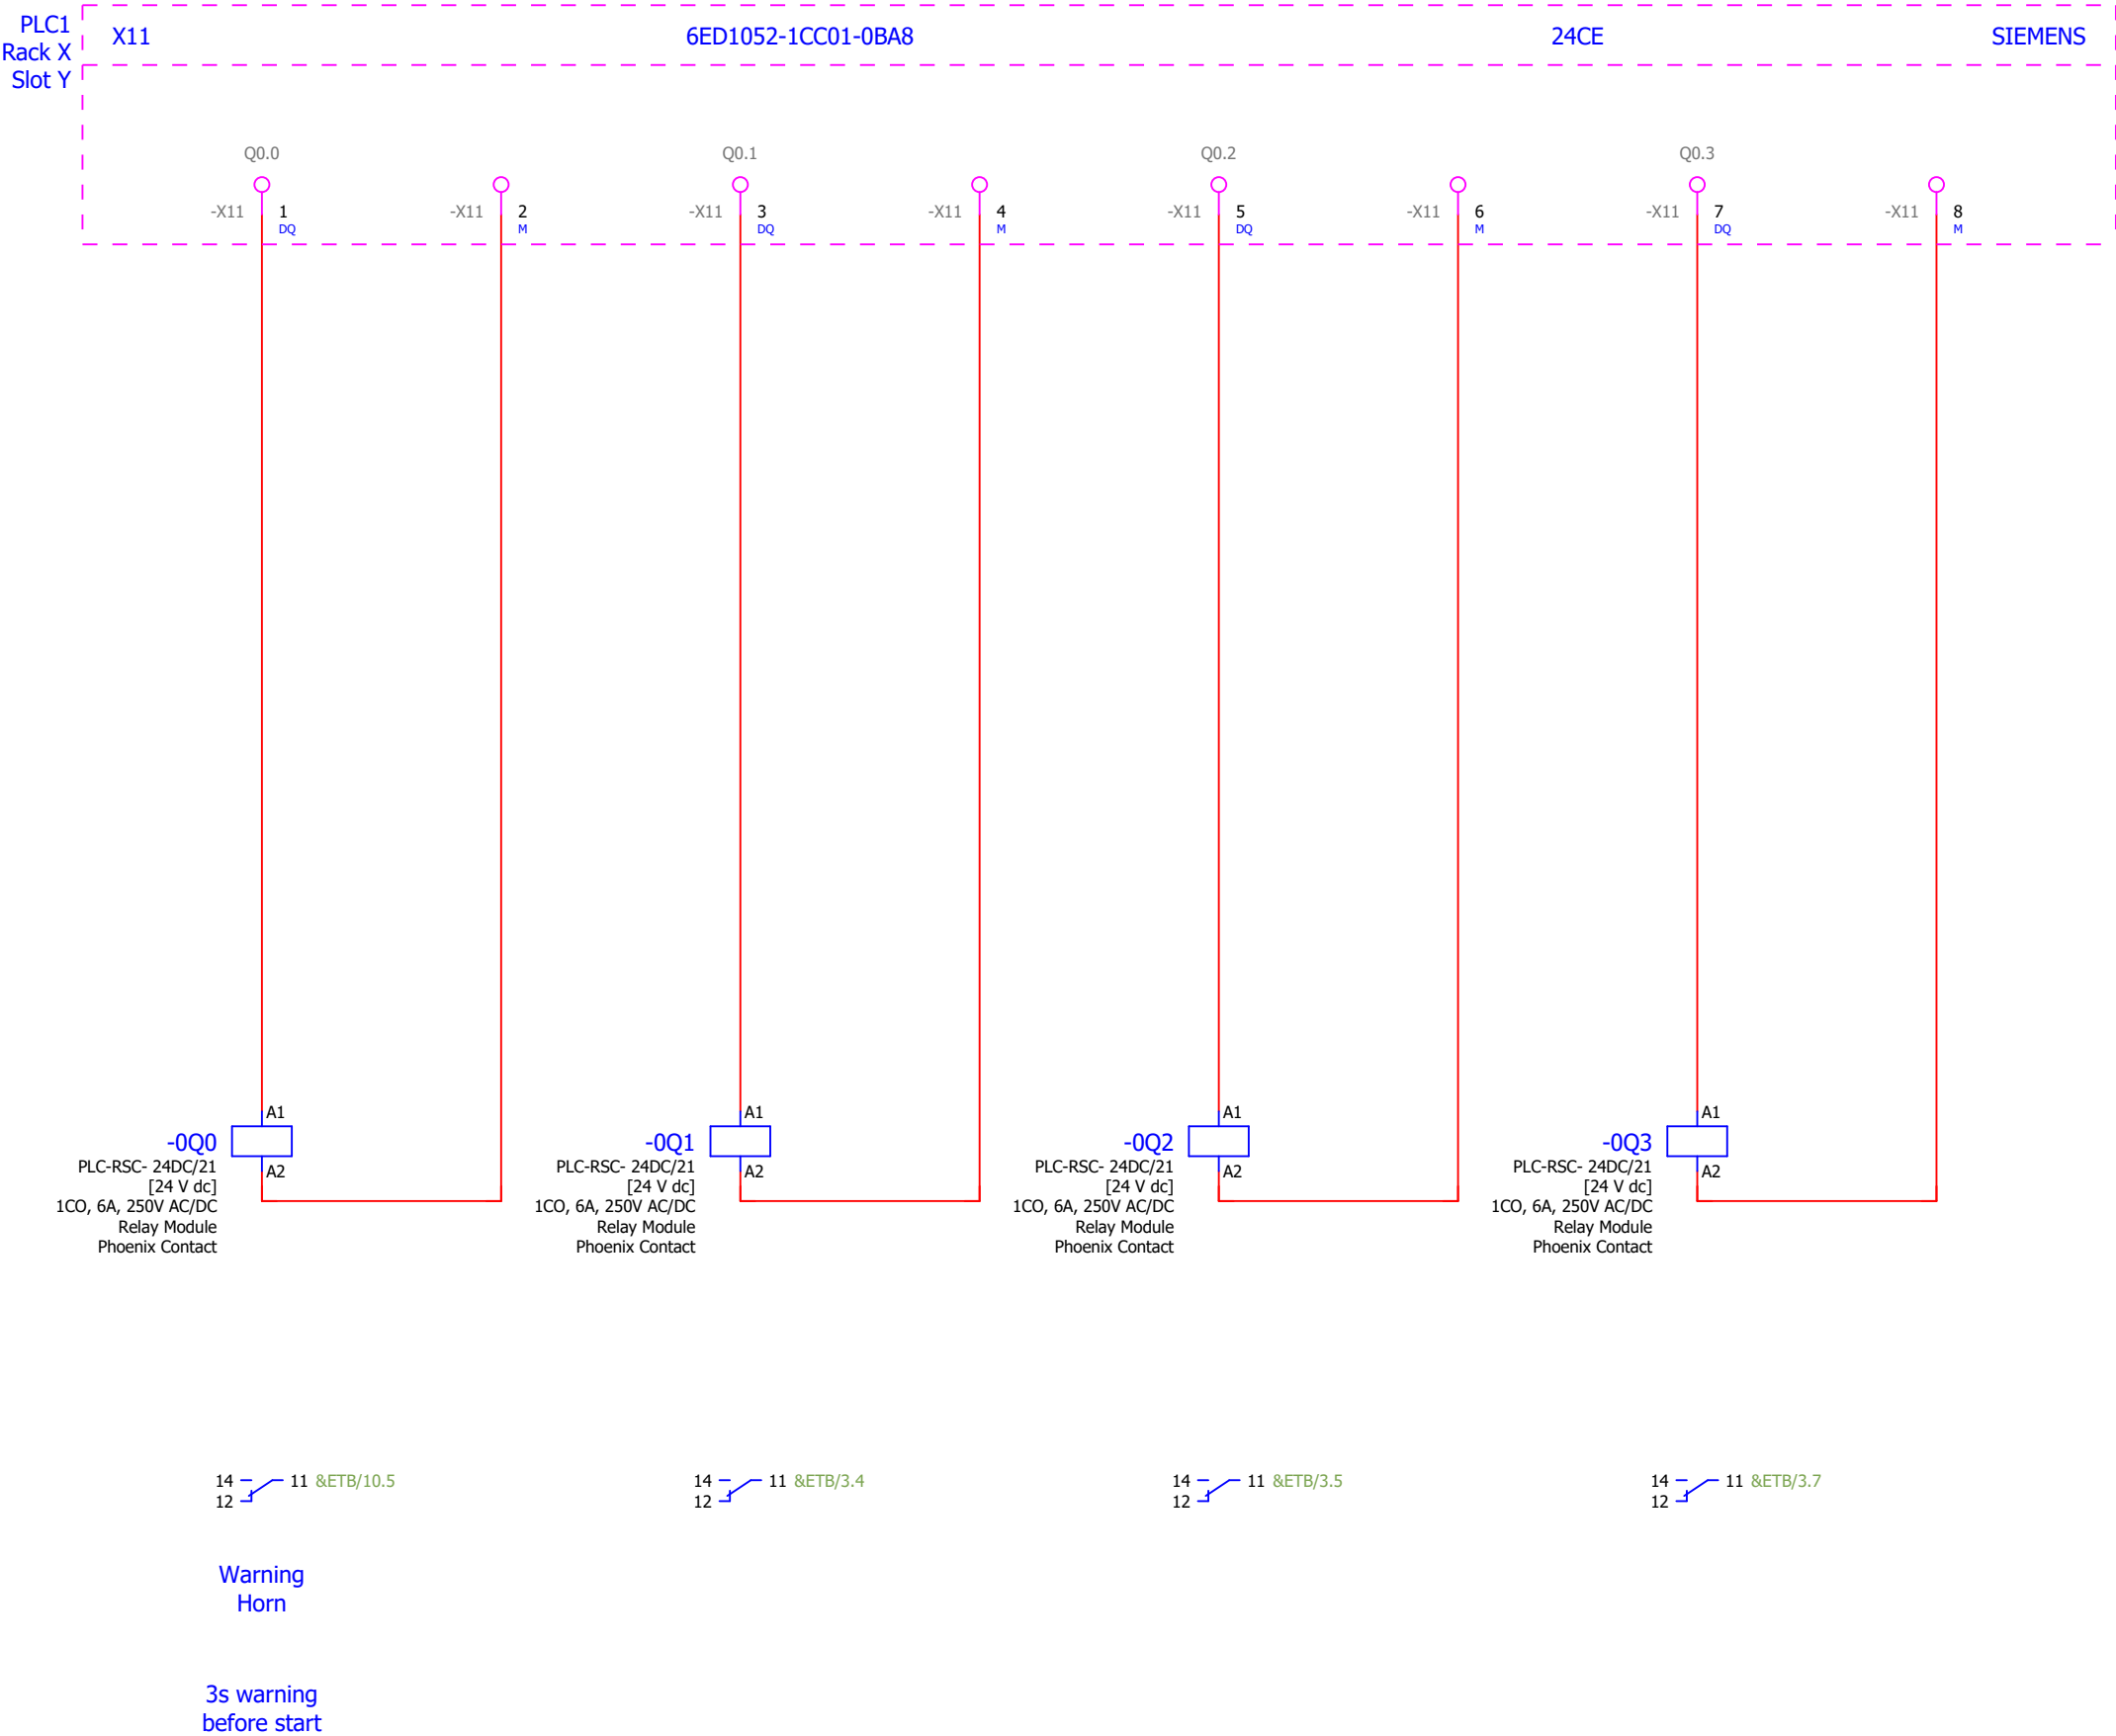 PLC1
Rack X
Slot Y
X11 6ED1052-1CC01-0BA8 24CE SIEMENS
Q0.0 Q0.1 Q0.2 Q0.3
-X11 1 -X11 2 -X11 3 -X11 4 -X11 5 -X11 6 -X11 7 -X11 8
DQ M DQ M DQ M DQ M
A1 A1 A1 A1
-0Q0 -0Q1 -0Q2 -0Q3
PLC-RSC- 24DC/21 A2 PLC-RSC- 24DC/21 A2 PLC-RSC- 24DC/21 A2 PLC-RSC- 24DC/21 A2
[24 V dc] [24 V dc] [24 V dc] [24 V dc]
1CO, 6A, 250V AC/DC 1CO, 6A, 250V AC/DC 1CO, 6A, 250V AC/DC 1CO, 6A, 250V AC/DC
Relay Module Relay Module Relay Module Relay Module
Phoenix Contact Phoenix Contact Phoenix Contact Phoenix Contact
14 11 &ETB/10.5 14 11 &ETB/3.4 14 11 &ETB/3.5 14 11 &ETB/3.7
12 12 12 12
Warning
Horn
3s warning
before start